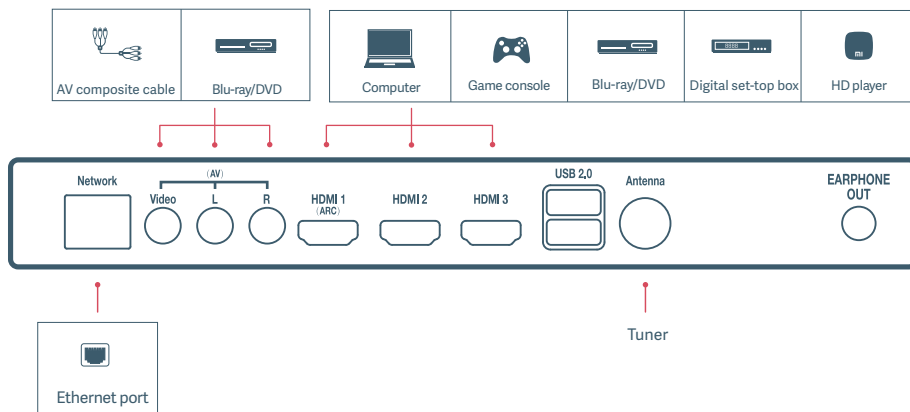 AV composite cable
Blu-ray/DVD
Computer
Game console
Blu-ray/DVD
Digital set-top box
mi
HD player
Network
(AV)
Video
L
R
HDMI 1
(ARC)
HDMI 2
HDMI 3
USB 2.0
Antenna
EARPHONE
OUT
Ethernet port
Tuner